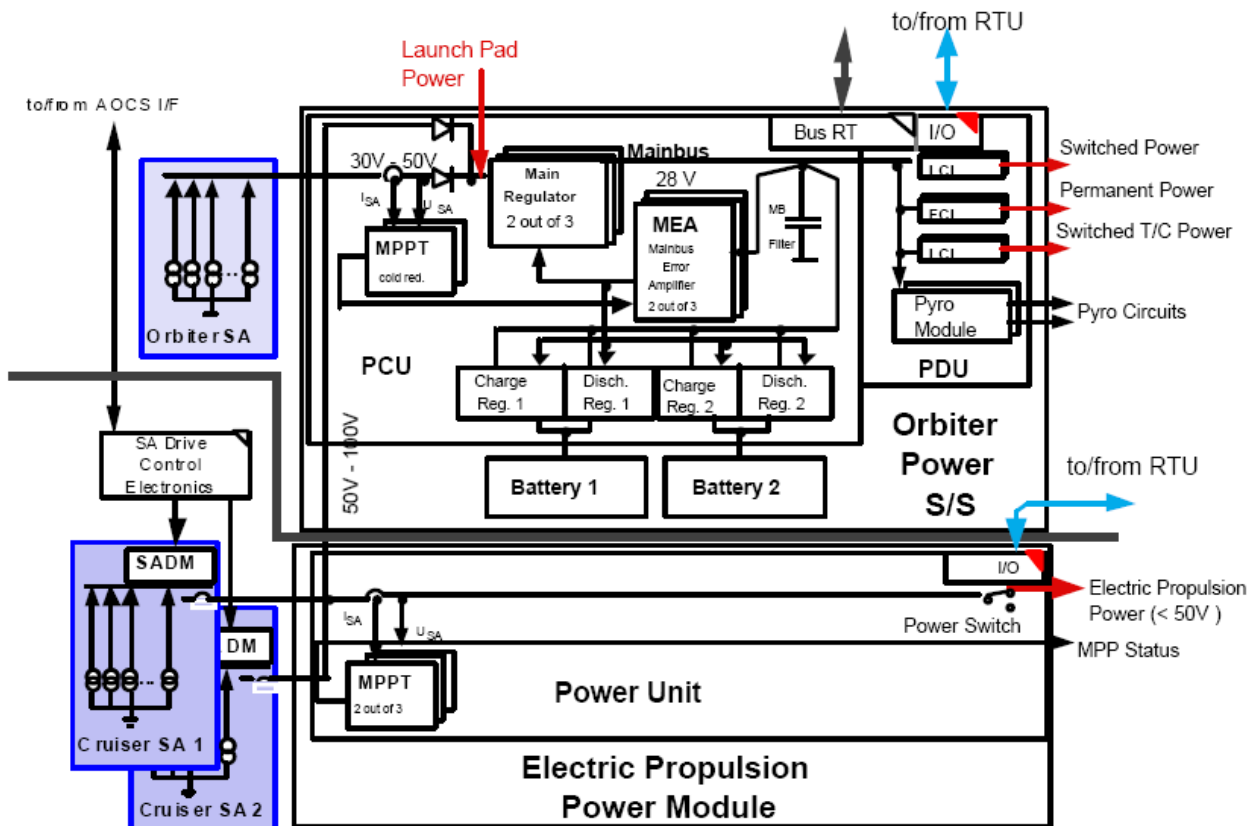 to/from RTU
Launch Pad
Power
to/from AOCS I/F
Bus RT
I/O
Mainbus
Switched Power
30V - 50V
Main
Regulator
2 out of 3
28 V
LCL
I SA
U SA
MEA
Mainbus
Error
Amplifier
2 out of 3
MB
Filter
Permanent Power
FCL
MPPT
cold red.
Switched T/C Power
LCL
Pyro
Module
Pyro Circuits
Orbiter SA
PCU
PDU
Charge
Reg. 1
Disch.
Reg. 1
Charge
Reg. 2
Disch.
Reg. 2
Orbiter
Power
S/S
SA Drive
Control
Electronics
50V - 100V
Battery 1
Battery 2
to/from RTU
SADM
I/O
Electric Propulsion
Power (< 50V )
I SA
U SA
Power Switch
DM
MPP Status
MPPT
2 out of 3
Power Unit
Cruiser SA 1
Electric Propulsion
Power Module
Cruiser SA 2